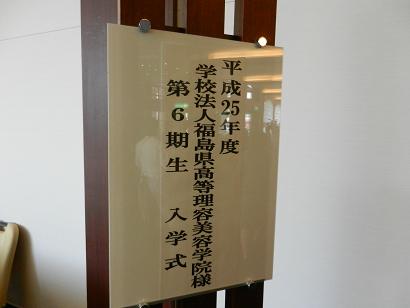 平成25年度
学校法人福島県高等理容美容学院様
第6期生 入学式